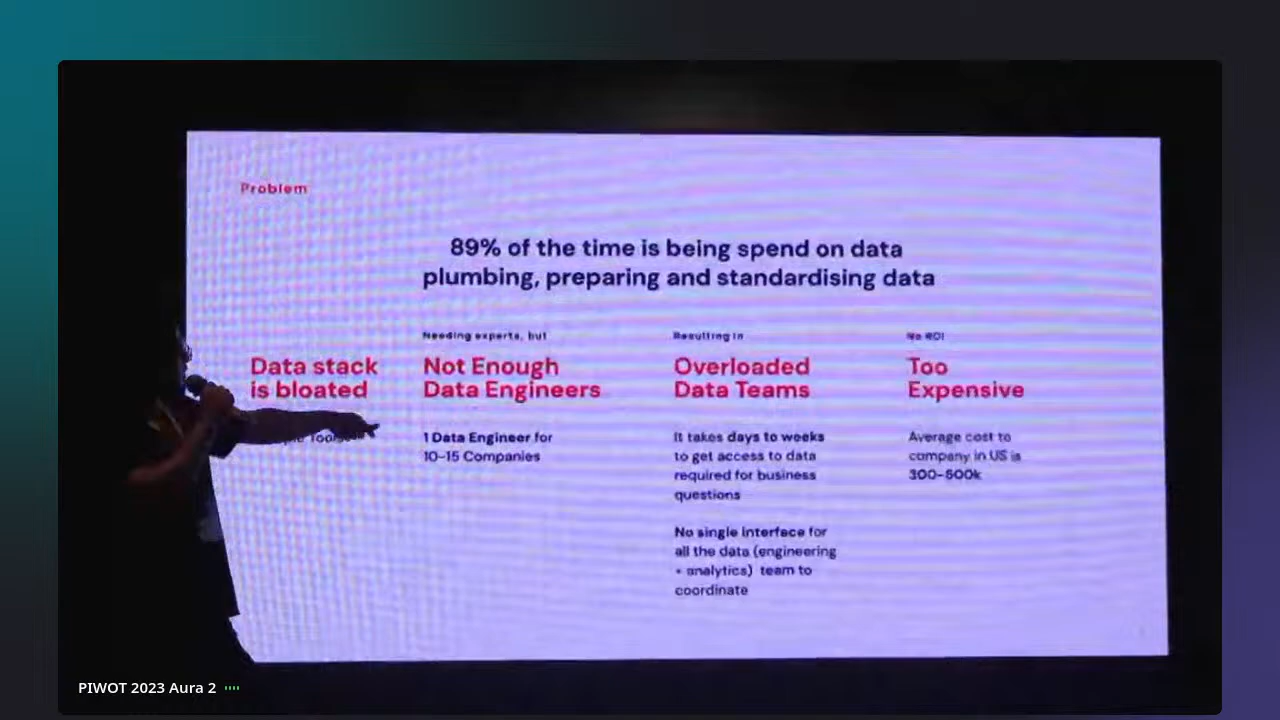 Problem
89% of the time is being spend on data
plumbing, preparing and standardising data
Data stack
is bloated
Needing experts, but
Not Enough
Data Engineers
1 Data Engineer for
10-15 Companies
Resulting in
Overloaded
Data Teams
It takes days to weeks
to get access to data
required for business
questions
No single interface for
all the data (engineering
+ analytics) team to
coordinate
No ROI
Too
Expensive
Average cost to
company in US is
PIWOT 2023 Aura 2